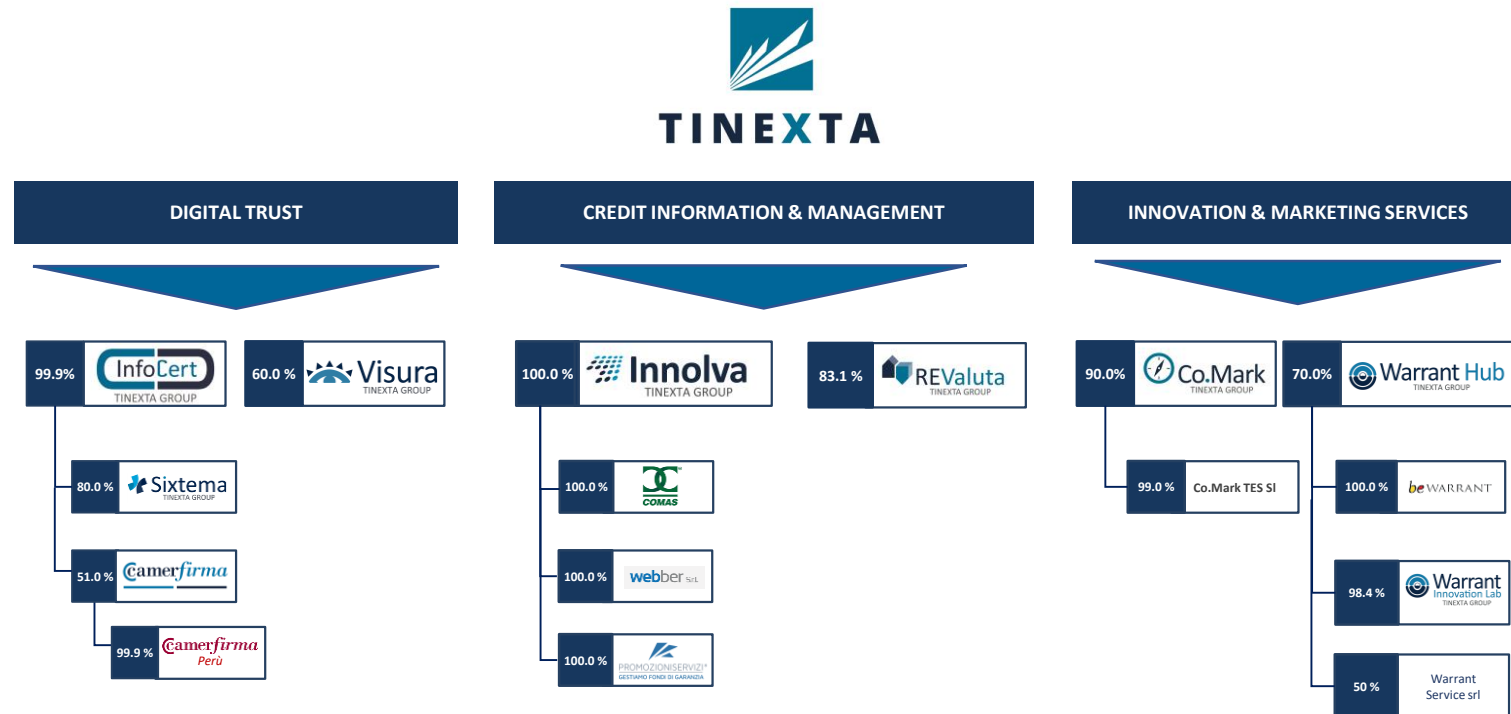 TINEXTA
DIGITAL TRUST
CREDIT INFORMATION & MANAGEMENT
INNOVATION & MARKETING SERVICES
99.9%
InfoCert
TINEXTA GROUP
60.0 %
Visura
TINEXTA GROUP
100.0 %
Innolva
TINEXTA GROUP
83.1 %
REValuta
TINEXTA GROUP
90.0%
Co.Mark
TINEXTA GROUP
70.0%
Warrant Hub
TINEXTA GROUP
80.0 %
Sixtema
TINEXTA GROUP
51.0 %
Camerfirma
99.9 %
Camerfirma
Perù
100.0 %
COMAS
100.0 %
webber S.r.l.
100.0 %
PROMOZIONISERVIZI®
GESTIAMO FONDI DI GARANZIA
99.0 %
Co.Mark TES Sl
100.0 %
be WARRANT
98.4 %
Warrant
Innovation Lab
TINEXTA GROUP
50 %
Warrant
Service srl